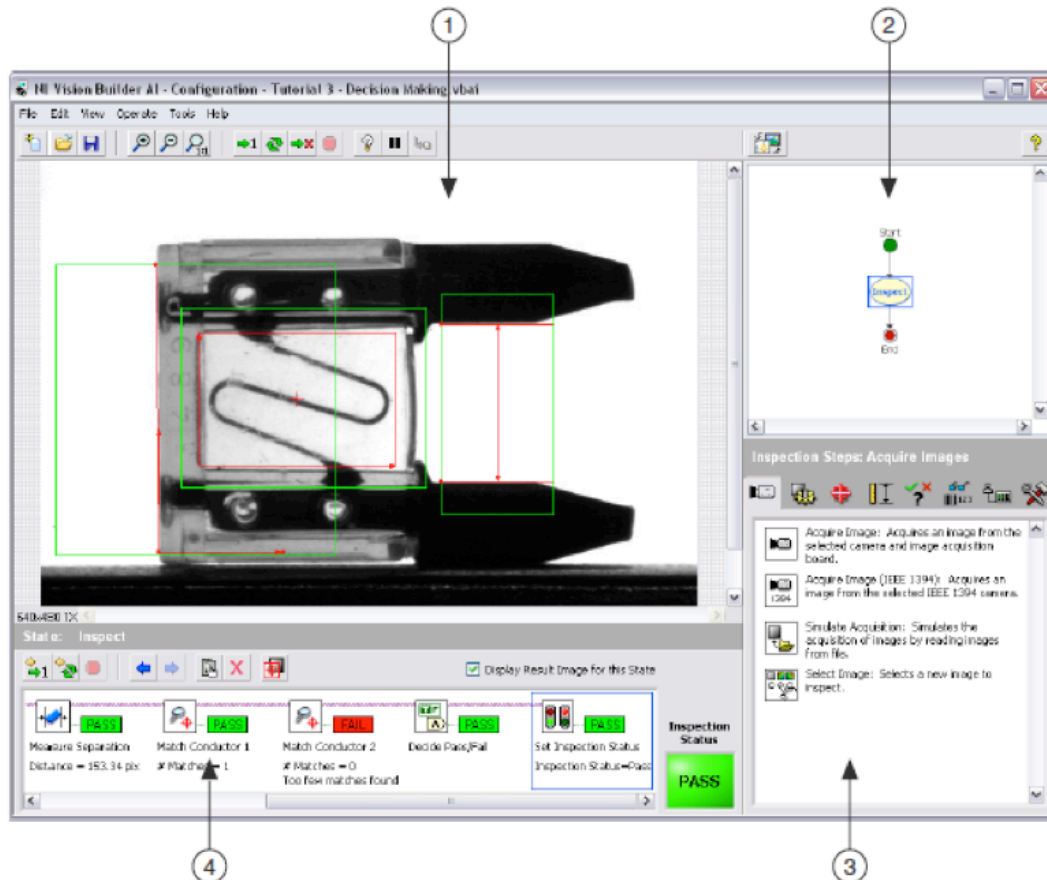 1
2
NI Vision Builder AI - Configuration - Tutorial 3 - Decision Making.vbai
File Edit View Operate Tools Help
1:1
1
Start
Inspect
End
640x480 1X
Inspection Steps: Acquire Images
Acquire Image: Acquires an image from the
selected camera and image acquisition
board.
1394
Acquire Image (IEEE 1394): Acquires an
image from the selected IEEE 1394 camera.
Simulate Acquisition: Simulates the
acquisition of images by reading images
from file.
Select Image: Selects a new image to
inspect.
State: Inspect
1
Display Result Image for this State
PASS
PASS
FAIL
PASS
PASS
Measure Separation
Match Conductor 1
Match Conductor 2
Decide Pass/Fail
Set Inspection Status
Distance = 153.34 pix
# Matches = 1
# Matches = 0
Too few matches found
Inspection Status=Pass
Inspection
Status
PASS
4
3